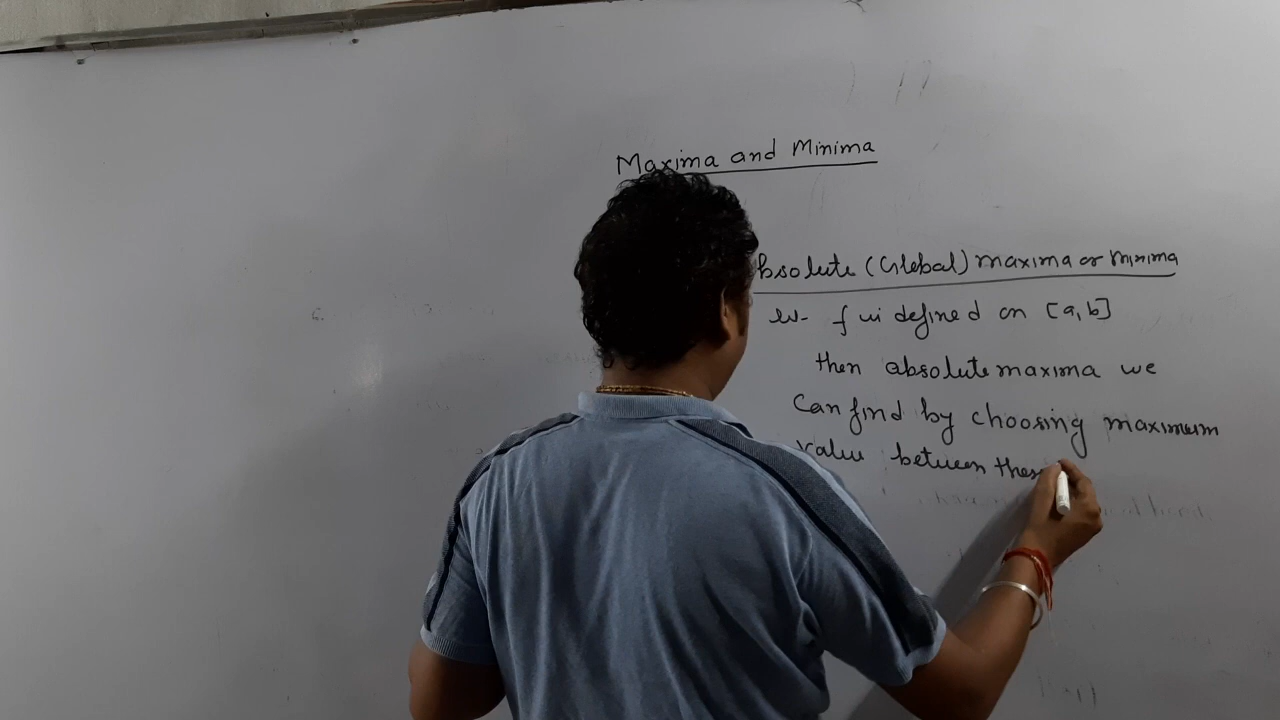 Maxima and Minima
bsolute (Global) maxima or minima
f is defined on [a,b]
then absolute maxima we
Can find by choosing maximum
Value between these